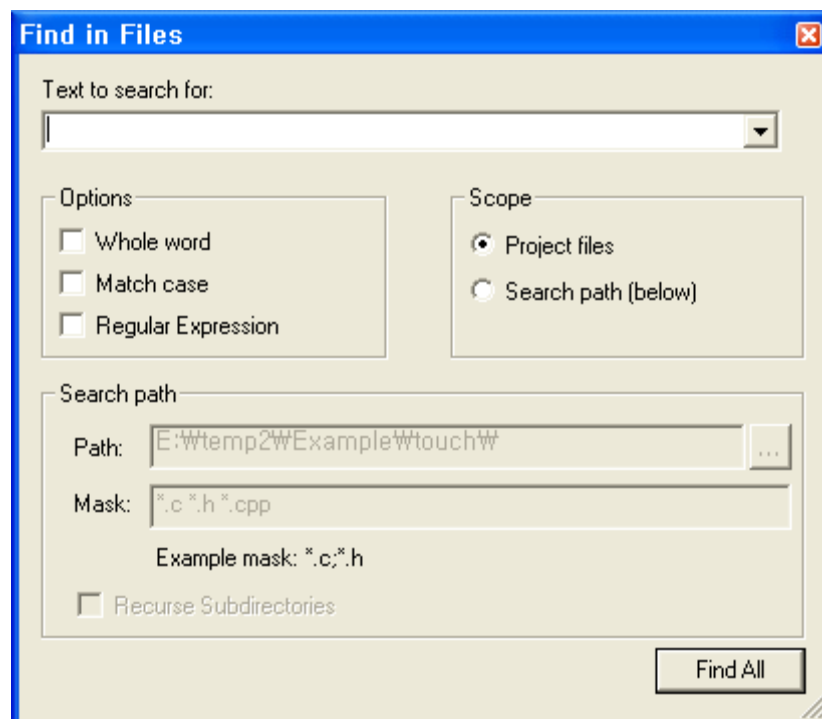 Find in Files
Text to search for:
Options
Whole word
Match case
Regular Expression
Scope
Project files
Search path (below)
Search path
Path: E:₩temp2₩Example₩touch₩ ...
Mask: *.c *.h *.cpp
Example mask: *.c;*.h
Recurse Subdirectories
Find All